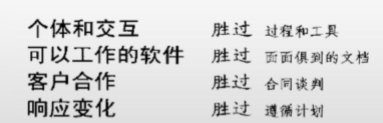 个体和交互 胜过 过程和工具
可以工作的软件 胜过 面面俱到的文档
客户合作 胜过 合同谈判
响应变化 胜过 遵循计划